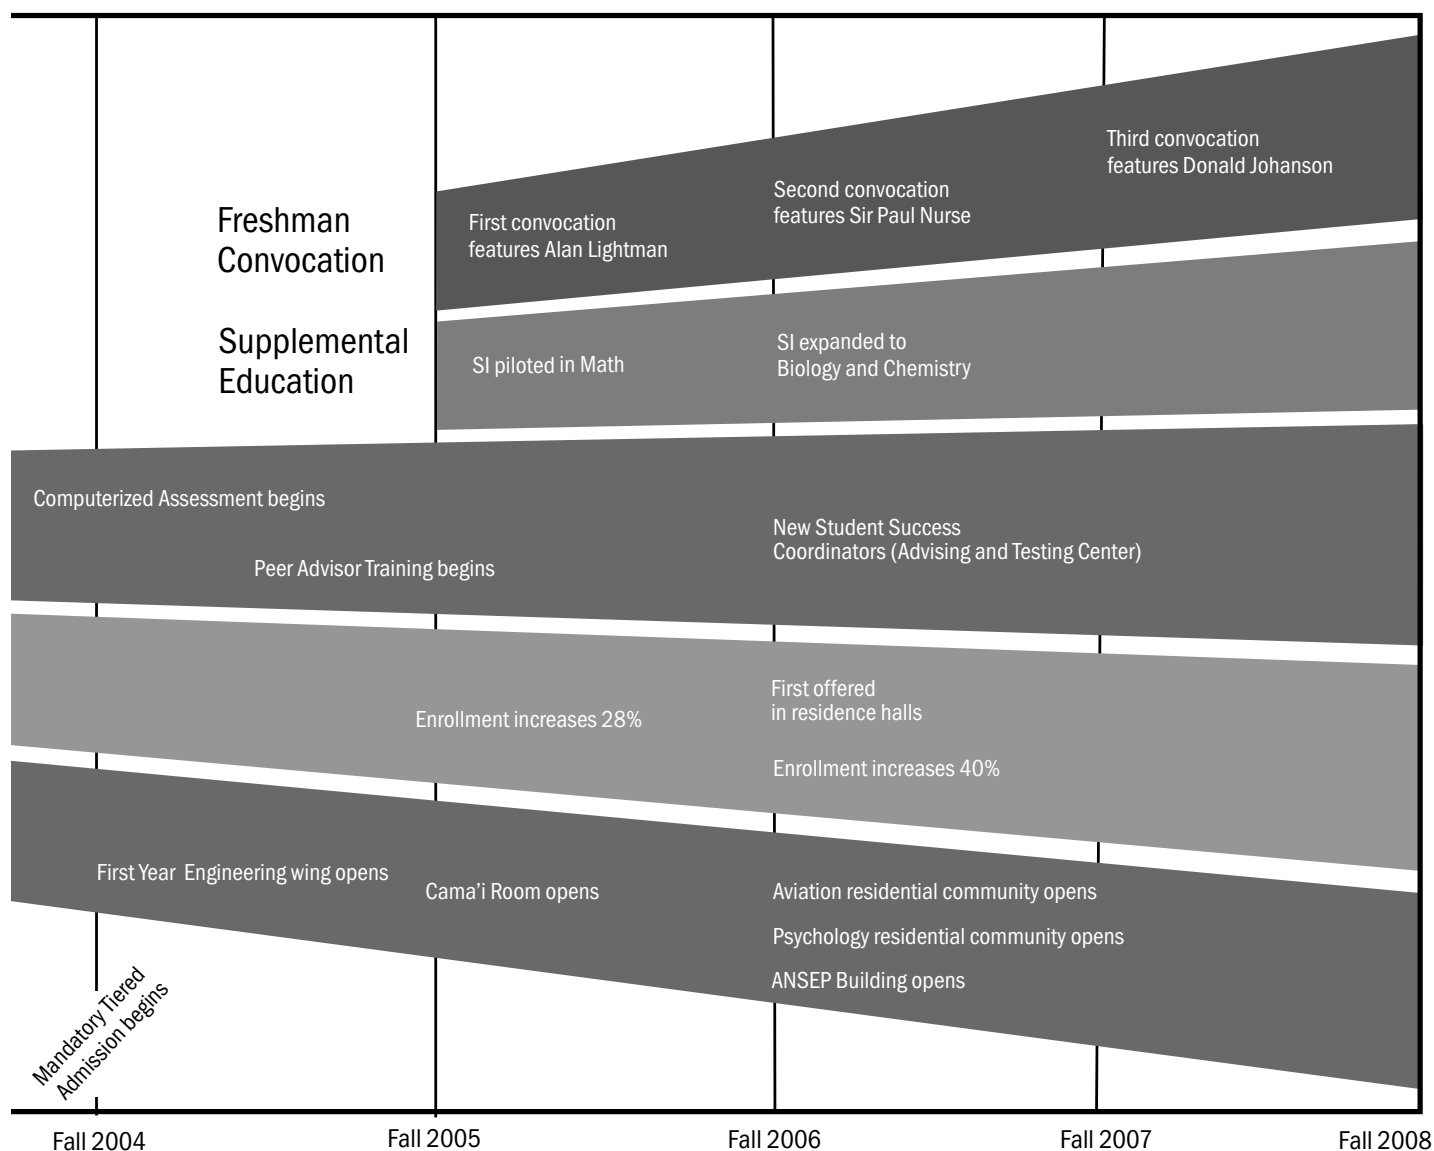 Third convocation
features Donald Johanson
Second convocation
features Sir Paul Nurse
Freshman
Convocation
First convocation
features Alan Lightman
Supplemental
Education
SI piloted in Math
SI expanded to
Biology and Chemistry
Computerized Assessment begins
Peer Advisor Training begins
New Student Success
Coordinators (Advising and Testing Center)
Enrollment increases 28%
First offered
in residence halls
Enrollment increases 40%
First Year Engineering wing opens
Cama’i Room opens
Aviation residential community opens
Psychology residential community opens
ANSEP Building opens
Mandatory Tiered
Admission begins
Fall 2004
Fall 2005
Fall 2006
Fall 2007
Fall 2008